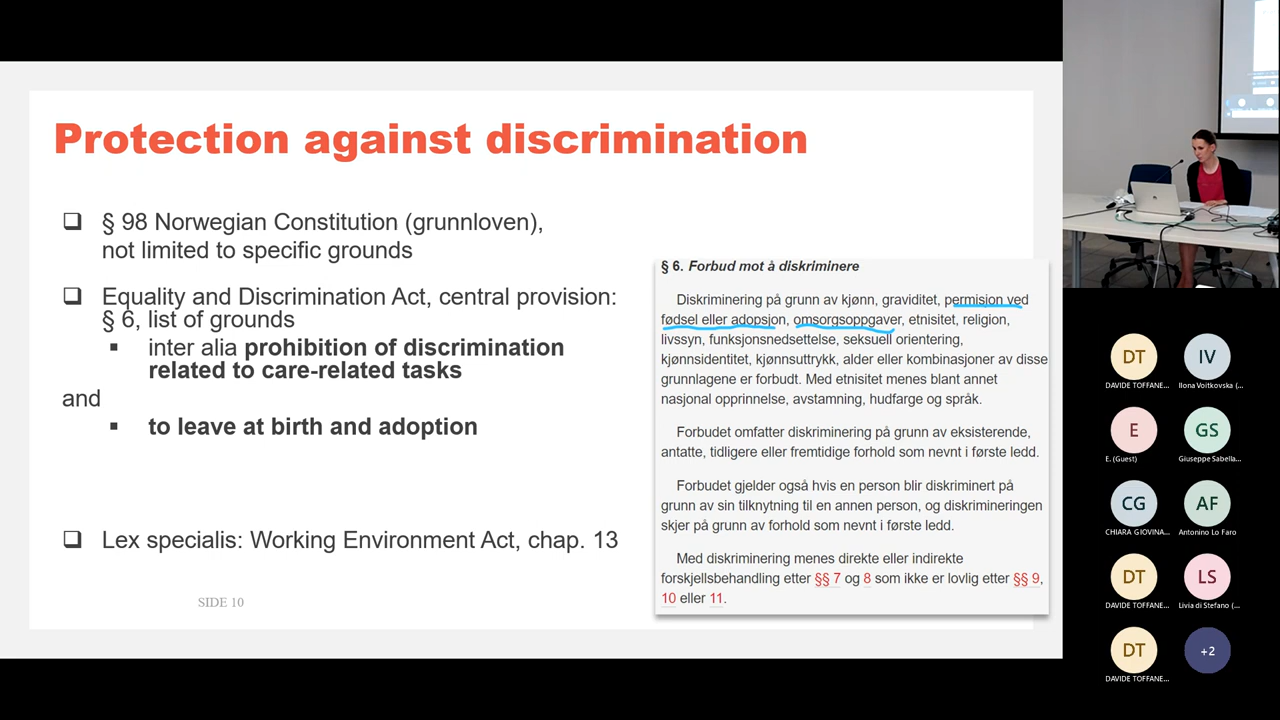 Protection against discrimination
❑ § 98 Norwegian Constitution (grunnloven),
not limited to specific grounds
❑ Equality and Discrimination Act, central provision:
§ 6, list of grounds
▪ inter alia prohibition of discrimination
related to care-related tasks
and
▪ to leave at birth and adoption
❑ Lex specialis: Working Environment Act, chap. 13
SIDE 10
§ 6. Forbud mot å diskriminere
Diskriminering på grunn av kjønn, graviditet, permisjon ved
fødsel eller adopsjon, omsorgsoppgaver, etnisitet, religion,
livssyn, funksjonsnedsettelse, seksuell orientering,
kjønnsidentitet, kjønnsuttrykk, alder eller kombinasjoner av disse
grunnlagene er forbudt. Med etnisitet menes blant annet
nasjonal opprinnelse, avstamning, hudfarge og språk.
Forbudet omfatter diskriminering på grunn av eksisterende,
antatte, tidligere eller fremtidige forhold som nevnt i første ledd.
Forbudet gjelder også hvis en person blir diskriminert på
grunn av sin tilknytning til en annen person, og diskrimineringen
skjer på grunn av forhold som nevnt i første ledd.
Med diskriminering menes direkte eller indirekte
forskjellsbehandling etter §§ 7 og 8 som ikke er lovlig etter §§ 9,
10 eller 11.
DT
DAVIDE TOFFANE...
IV
Ilona Voitkovska (...
E
E. (Guest)
GS
Giuseppe Sabella...
CG
CHIARA GIOVINA...
AF
Antonino Lo Faro
DT
DAVIDE TOFFANE...
LS
Livia di Stefano (...
DT
DAVIDE TOFFANE...
+2